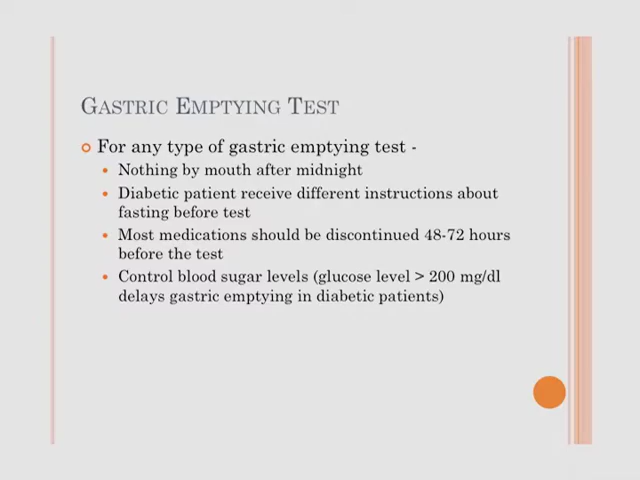 GASTRIC EMPTYING TEST
For any type of gastric emptying test -
Nothing by mouth after midnight
Diabetic patient receive different instructions about
fasting before test
Most medications should be discontinued 48-72 hours
before the test
Control blood sugar levels (glucose level > 200 mg/dl
delays gastric emptying in diabetic patients)